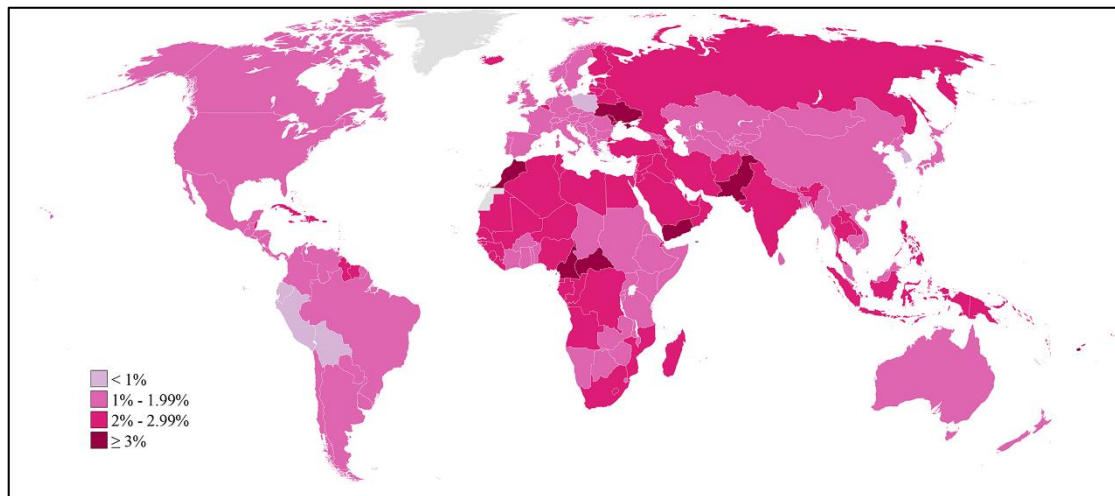 < 1%
1% - 1.99%
2% - 2.99%
≥ 3%